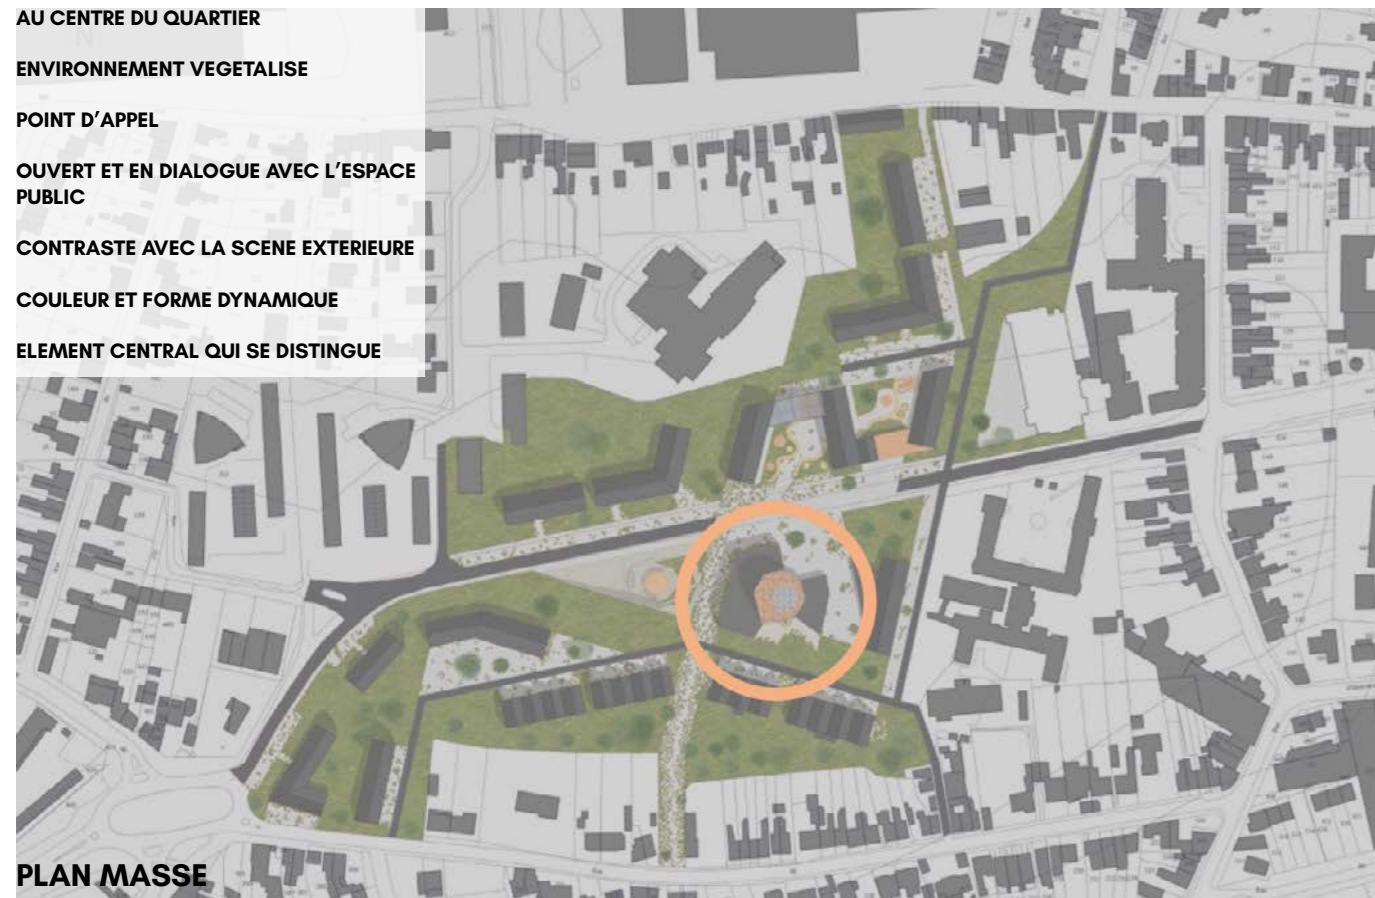 AU CENTRE DU QUARTIER
ENVIRONNEMENT VEGETALISE
POINT D'APPEL
OUVERT ET EN DIALOGUE AVEC L'ESPACE
PUBLIC
CONTRASTE AVEC LA SCENE EXTERIEURE
COULEUR ET FORME DYNAMIQUE
ELEMENT CENTRAL QUI SE DISTINGUE
PLAN MASSE